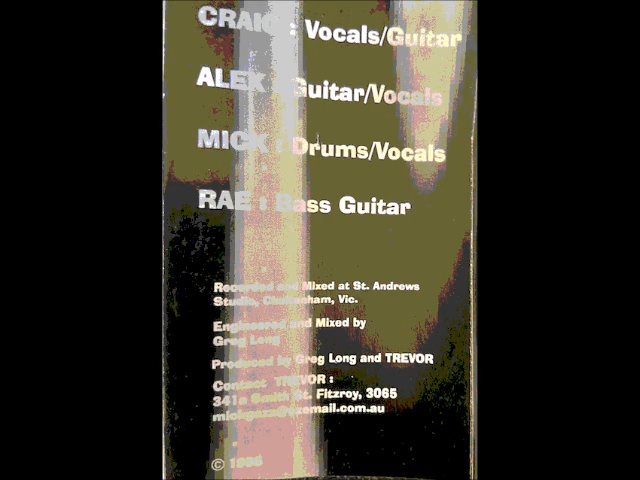 CRAIG : Vocals/Guitar
ALEX : Guitar/Vocals
MICK : Drums/Vocals
RAE : Bass Guitar
Recorded and Mixed at St. Andrews
Studio, Cheltenham, Vic.
Engineered and Mixed by
Greg Long
Produced by Greg Long and TREVOR
Contact TREVOR :
341a Smith St. Fitzroy, 3065
©